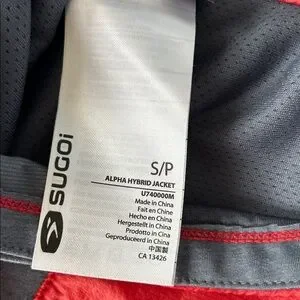 SUGOi
S/P
ALPHA HYBRID JACKET
U740000M
Made in China
Fait en Chine
Hecho en China
Hergestellt in China
Prodotto in Cina
Geproduceerd in China
中国製
CA 13426